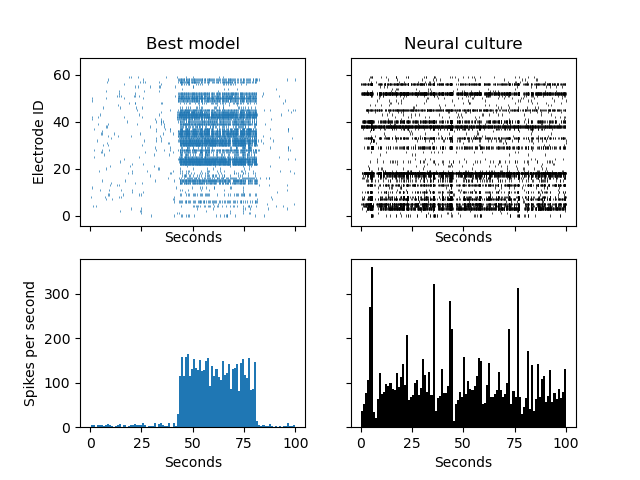 Best model
Neural culture
Electrode ID
60
40
20
0
Seconds
Seconds
Spikes per second
300
200
100
0
0 25 50 75 100
0 25 50 75 100
Seconds
Seconds